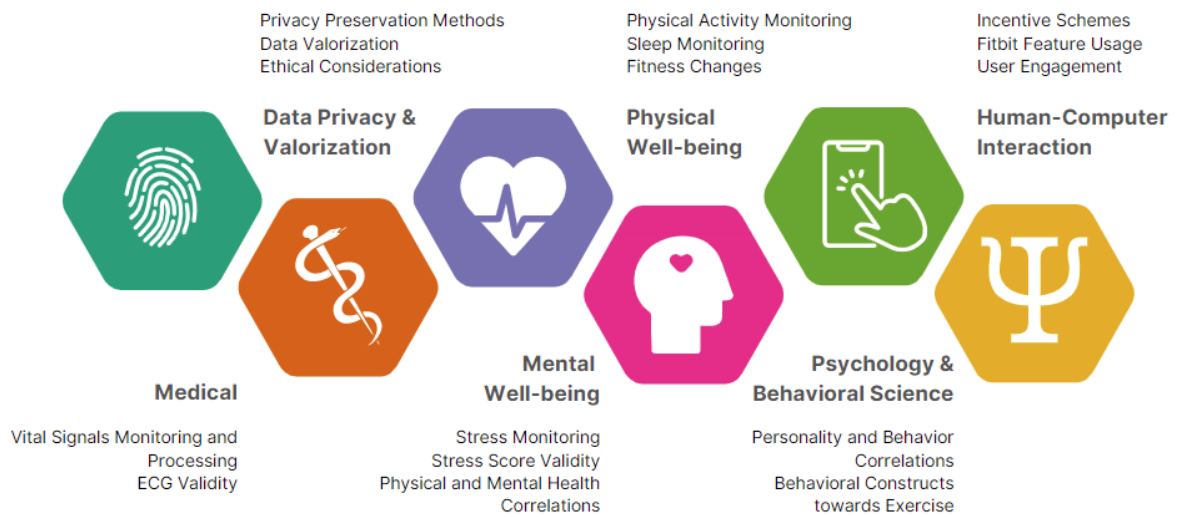 Privacy Preservation Methods
Data Valorization
Ethical Considerations
Data Privacy &
Valorization
Physical Activity Monitoring
Sleep Monitoring
Fitness Changes
Physical
Well-being
Incentive Schemes
Fitbit Feature Usage
User Engagement
Human-Computer
Interaction
Medical
Vital Signals Monitoring and
Processing
ECG Validity
Mental
Well-being
Stress Monitoring
Stress Score Validity
Physical and Mental Health
Correlations
Psychology &
Behavioral Science
Personality and Behavior
Correlations
Behavioral Constructs
towards Exercise